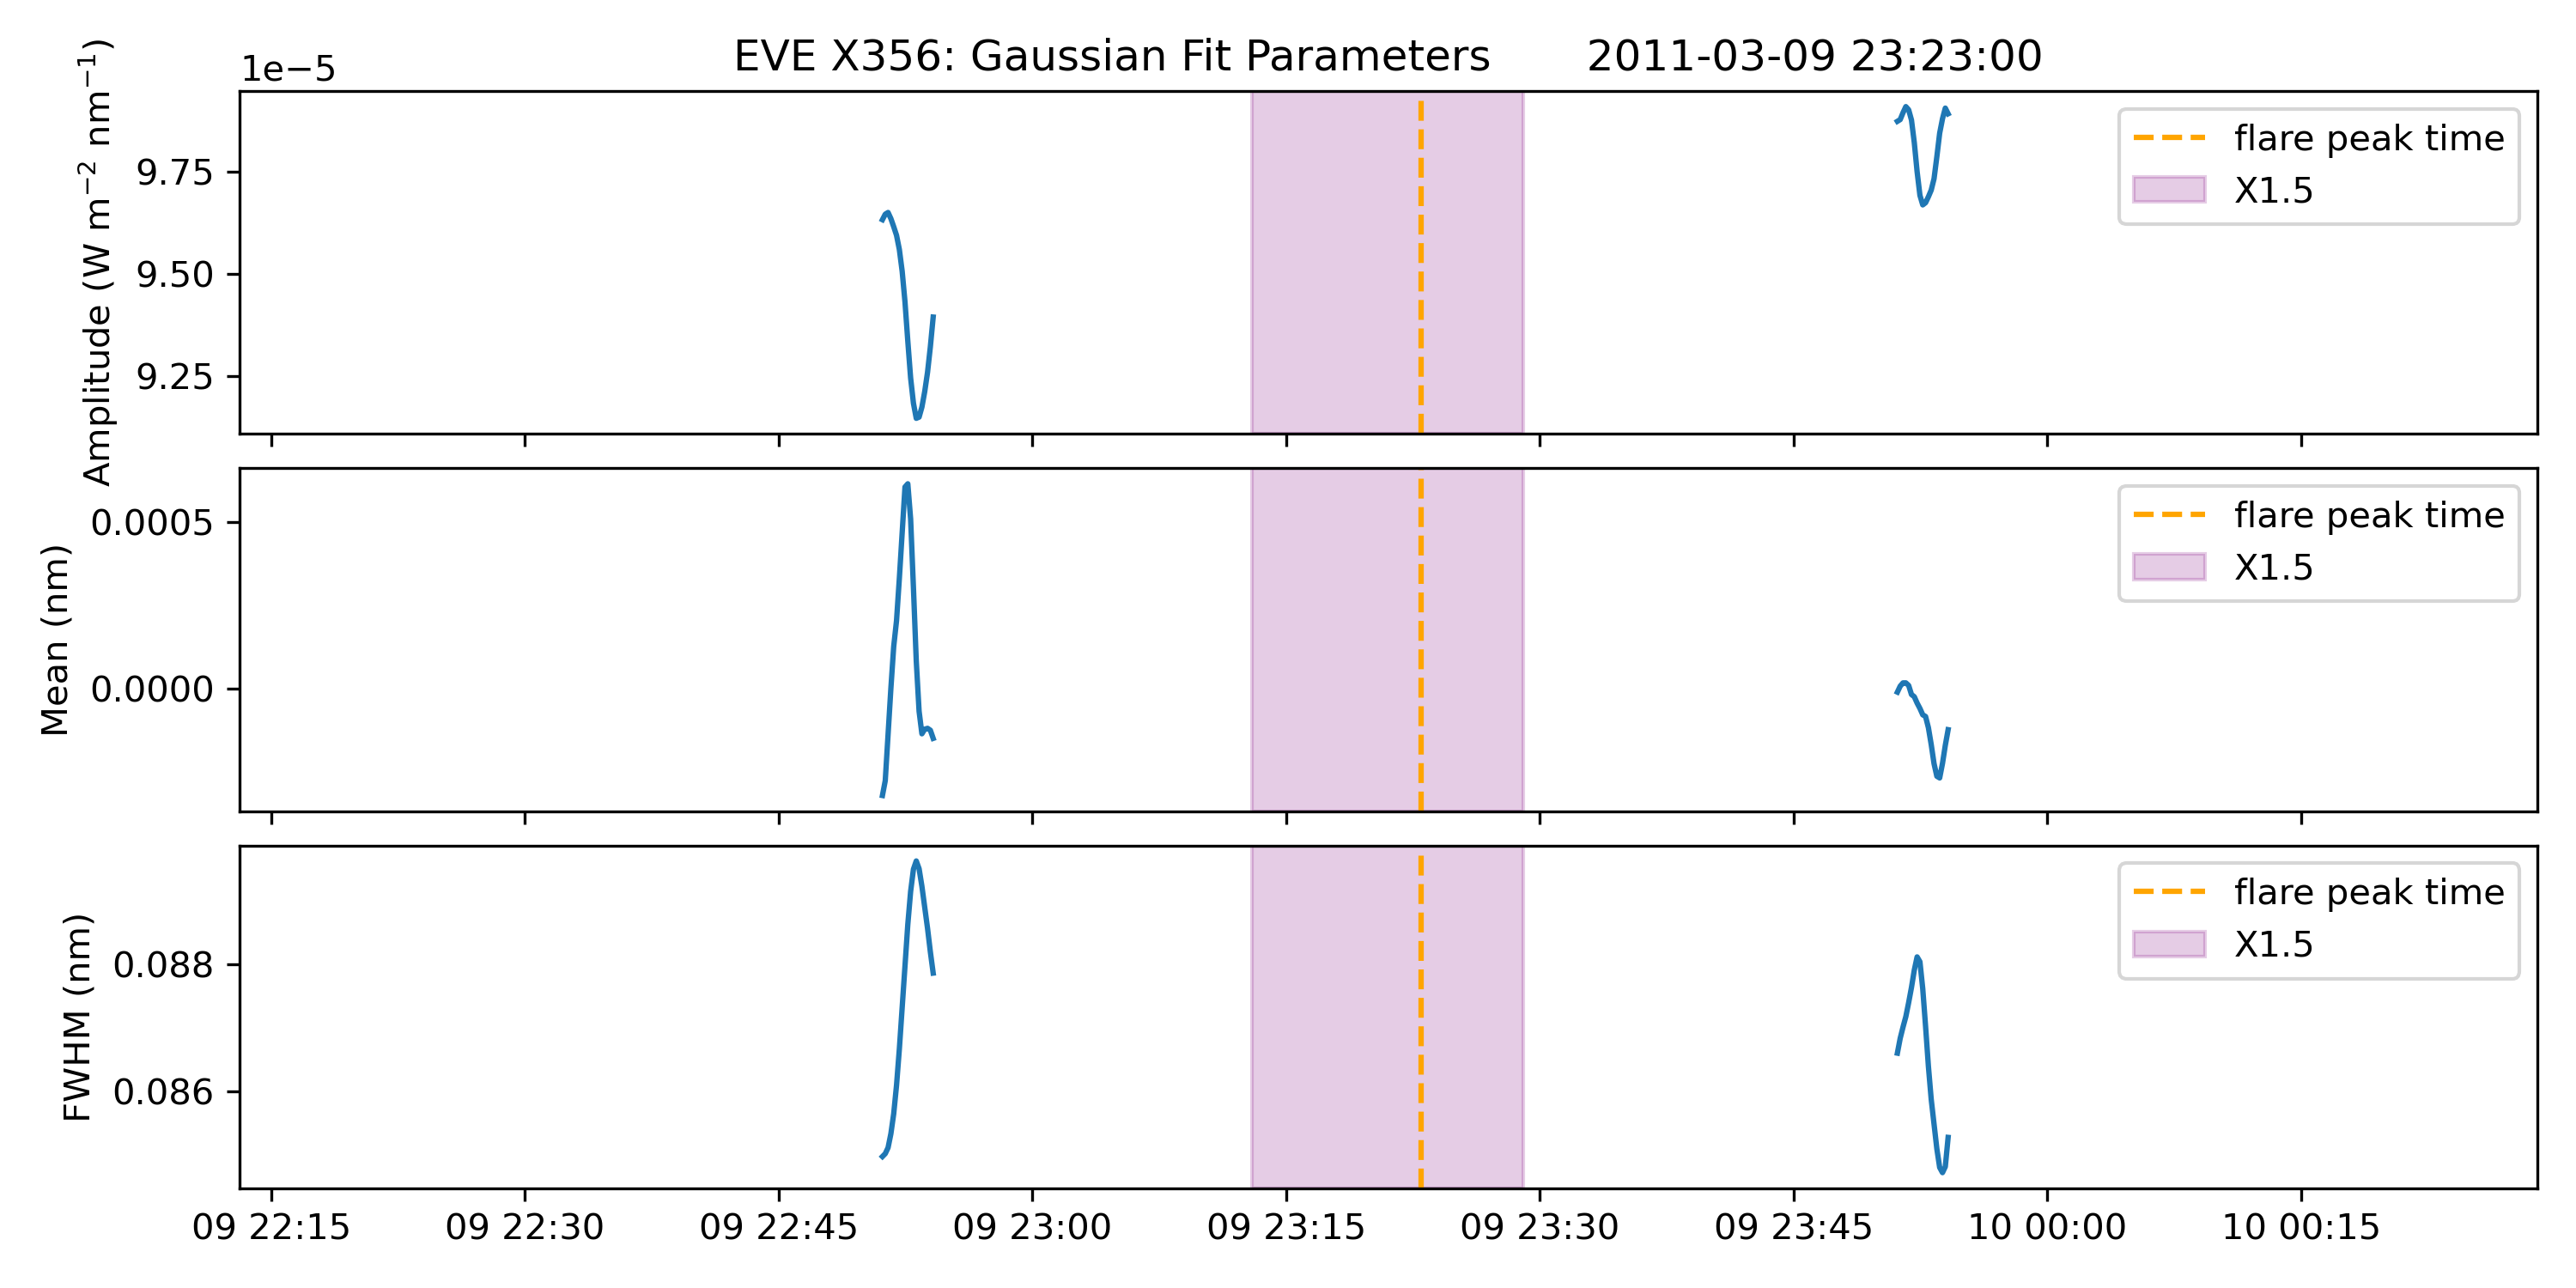 EVE X356: Gaussian Fit Parameters 2011-03-09 23:23:00
1e−5
Amplitude (W m⁻² nm⁻¹)
9.75
9.50
9.25
flare peak time
X1.5
Mean (nm)
0.0005
0.0000
flare peak time
X1.5
FWHM (nm)
0.088
0.086
flare peak time
X1.5
09 22:15 09 22:30 09 22:45 09 23:00 09 23:15 09 23:30 09 23:45 10 00:00 10 00:15